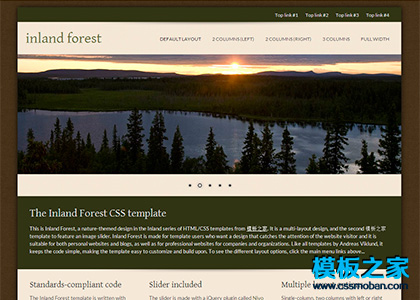 Top link #1 Top link #2 Top link #3 Top link #4
inland forest
DEFAULT LAYOUT 2 COLUMNS (LEFT) 2 COLUMNS (RIGHT) 3 COLUMNS FULL WIDTH
The Inland Forest CSS template
This is Inland Forest, a nature-themed design in the Inland series of HTML/CSS templates from 模板之家. It is a multi-layout design, and the second
template to feature an image slider. Inland Forest is made for template users who want a design that catches the attention of the website visitor and it is
suitable for both personal websites and blogs, as well as for professional websites for companies and organizations. Like all templates by Andreas Viklund, it
keeps the code simple, making the template easy to customize and build upon. To see the different layout options, click the main menu links above...
模板之家
www.cssmoban.com
Standards-compliant code Slider included Multiple
Inland Forest template is written with The slider is made with a jQuery plugin called Nivo Single-column, two columns with left or